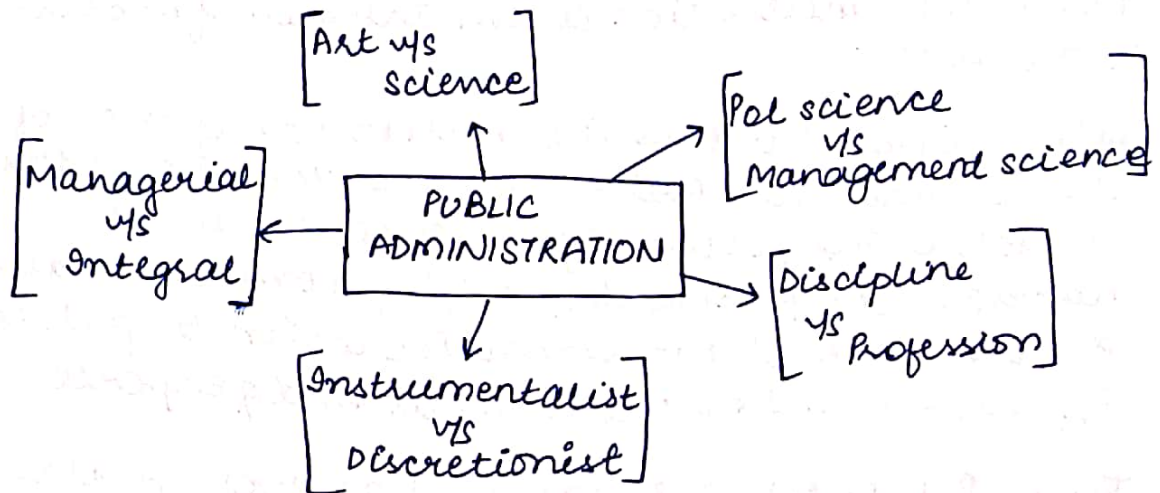 Art v/s
Science
Pol science
v/s
Management science
Managerial
v/s
Integral
PUBLIC
ADMINISTRATION
Discipline
v/s
Profession
Instrumentalist
v/s
Discretionist